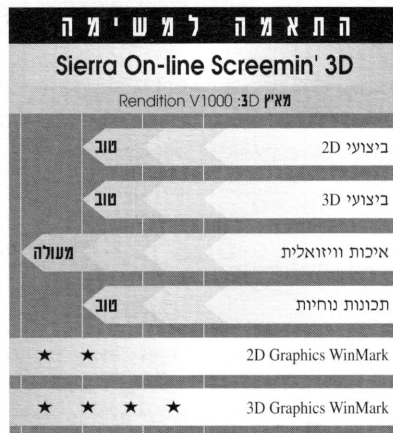 התאמה למשימה
Sierra On-line Screemin' 3D
מאיץ 3D: Rendition V1000
ביצועי 2D טוב
ביצועי 3D טוב
איכות וויזואלית מעולה
תכונות נוחיות טוב
2D Graphics WinMark ★ ★
3D Graphics WinMark ★ ★ ★ ★